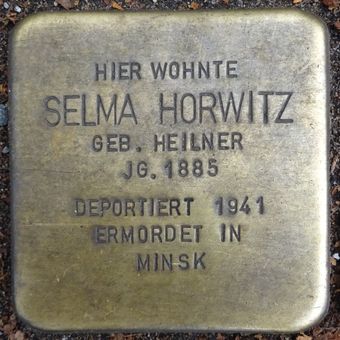 HIER WOHNTE
SELMA HORWITZ
GEB. HEILNER
JG. 1885
DEPORTIERT 1941
ERMORDET IN
MINSK